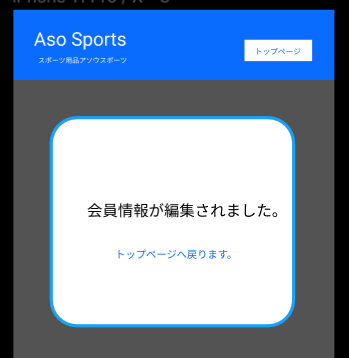 Aso Sports
スポーツ用品アソウスポーツ
トップページ
会員情報が編集されました。
トップページへ戻ります。